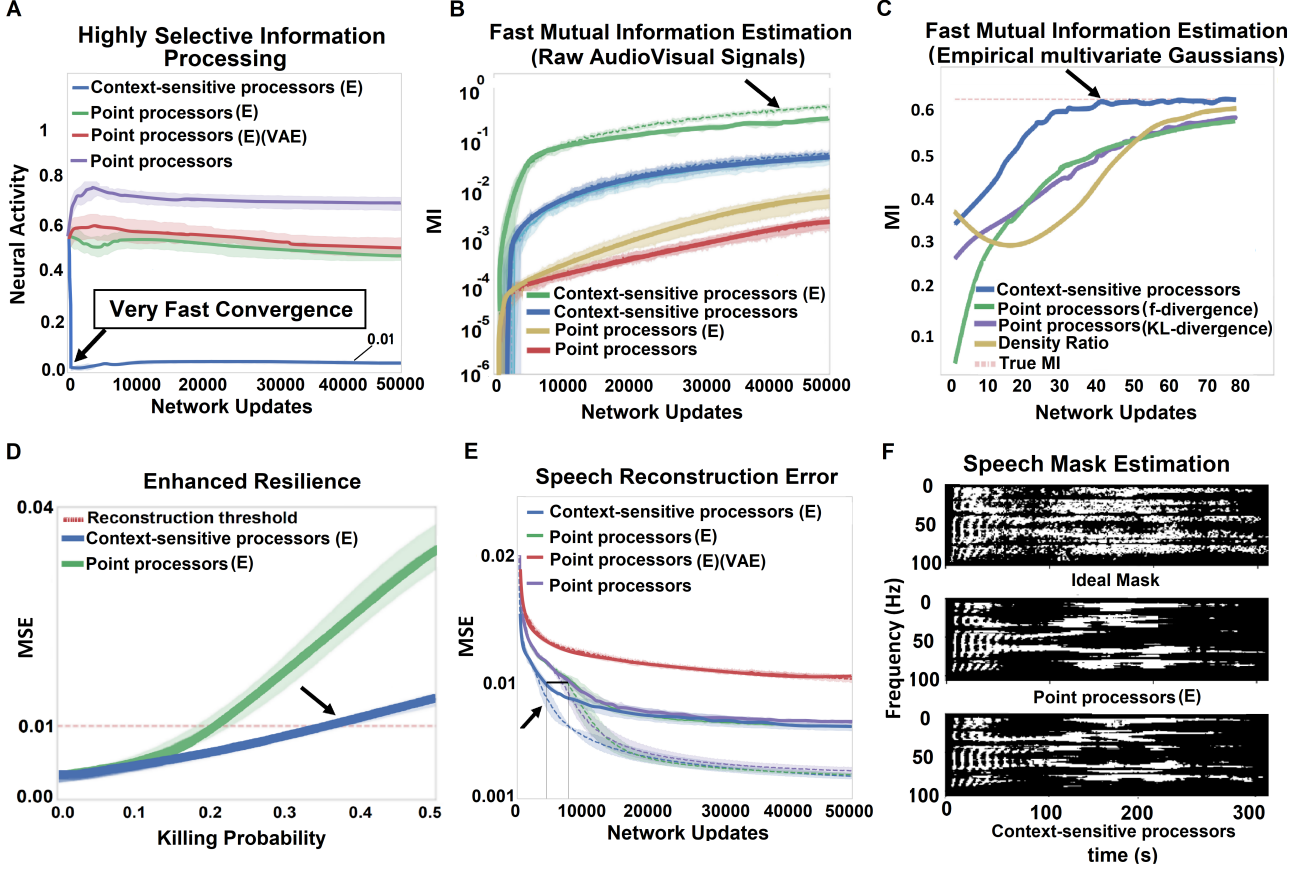 A
Highly Selective Information
Processing
Context-sensitive processors (E)
Point processors (E)
Point processors (E)(VAE)
Point processors
Neural Activity
1
0.8
0.6
0.4
0.2
0.0
Very Fast Convergence
0.01
0 10000 20000 30000 40000 50000
Network Updates
B
Fast Mutual Information Estimation
(Raw AudioVisual Signals)
MI
10^0
10^-1
10^-2
10^-3
10^-4
10^-5
10^-6
Context-sensitive processors (E)
Context-sensitive processors
Point processors (E)
Point processors
10000 20000 30000 40000 50000
Network Updates
C
Fast Mutual Information Estimation
(Empirical multivariate Gaussians)
MI
0.6
0.5
0.4
0.3
0.2
0.1
Context-sensitive processors
Point processors (f-divergence)
Point processors (KL-divergence)
Density Ratio
True MI
0 10 20 30 40 50 60 70 80
Network Updates
D
Enhanced Resilience
0.04
Reconstruction threshold
Context-sensitive processors (E)
Point processors (E)
MSE
0.01
0.00
0.0 0.1 0.2 0.3 0.4 0.5
Killing Probability
E
Speech Reconstruction Error
Context-sensitive processors (E)
Point processors (E)
Point processors (E)(VAE)
Point processors
MSE
0.02
0.01
0.001
0 10000 20000 30000 40000 50000
Network Updates
F
Speech Mask Estimation
Frequency (Hz)
0
50
100
Ideal Mask
0
50
100
Point processors (E)
0
50
100
0 100 200 300
Context-sensitive processors
time (s)